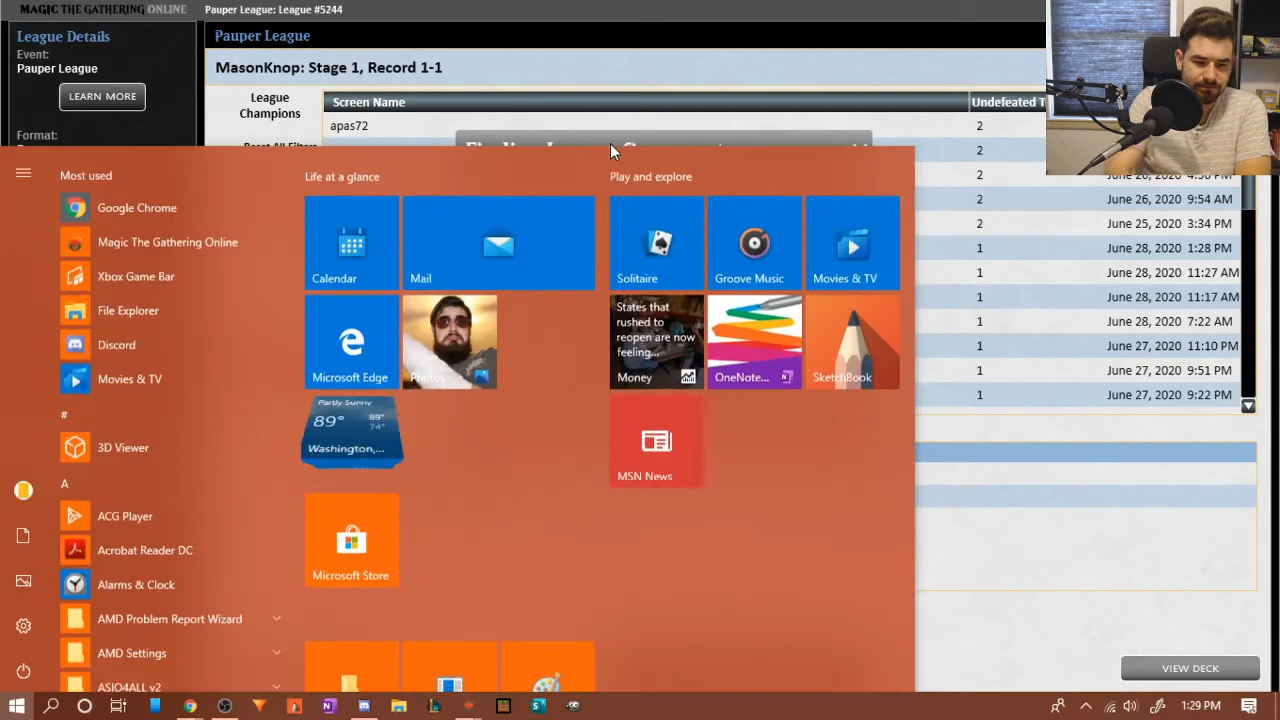 MAGIC THE GATHERING ONLINE
Pauper League: League #5244
League Details
Event:
Pauper League
LEARN MORE
Format:
Pauper League
MasonKnop: Stage 1, Record 1-1
League
Champions
Screen Name
Undefeated T
apas72
2
2
2
2 June 26, 2020 9:54 AM
2 June 25, 2020 3:34 PM
1 June 28, 2020 1:28 PM
1 June 28, 2020 11:27 AM
1 June 28, 2020 11:17 AM
1 June 28, 2020 7:22 AM
1 June 27, 2020 11:10 PM
1 June 27, 2020 9:51 PM
1 June 27, 2020 9:22 PM
Most used
Google Chrome
Magic The Gathering Online
Xbox Game Bar
File Explorer
Discord
Movies & TV
#
3D Viewer
A
ACG Player
Acrobat Reader DC
Alarms & Clock
AMD Problem Report Wizard
AMD Settings
ASIO4ALL v2
Life at a glance
Calendar
Mail
Microsoft Edge
Photos
Partly Sunny
89° 89°
74°
Washington,...
Microsoft Store
Play and explore
Solitaire
Groove Music
Movies & TV
States that
rushed to
reopen are now
feeling...
Money
OneNote...
SketchBook
MSN News
VIEW DECK
1:29 PM